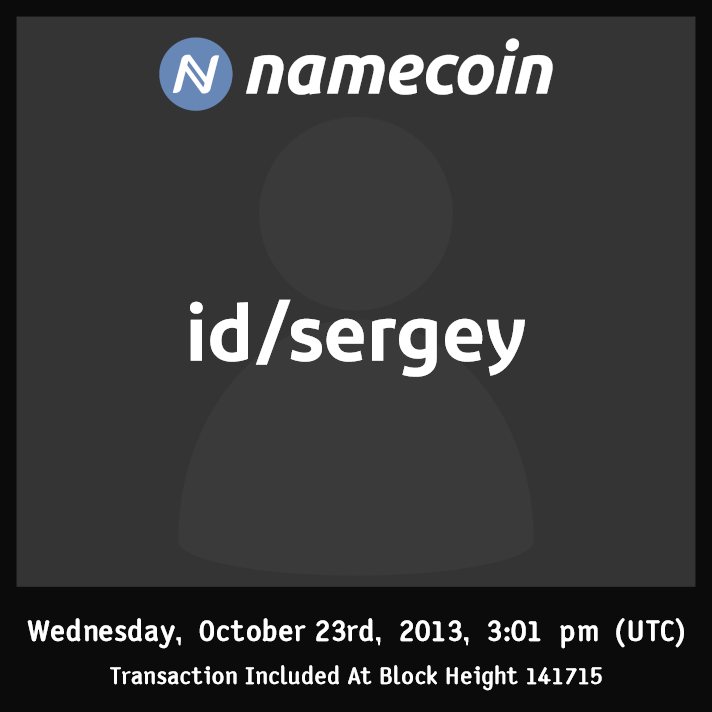 namecoin
id/sergey
Wednesday, October 23rd, 2013, 3:01 pm (UTC)
Transaction Included At Block Height 141715